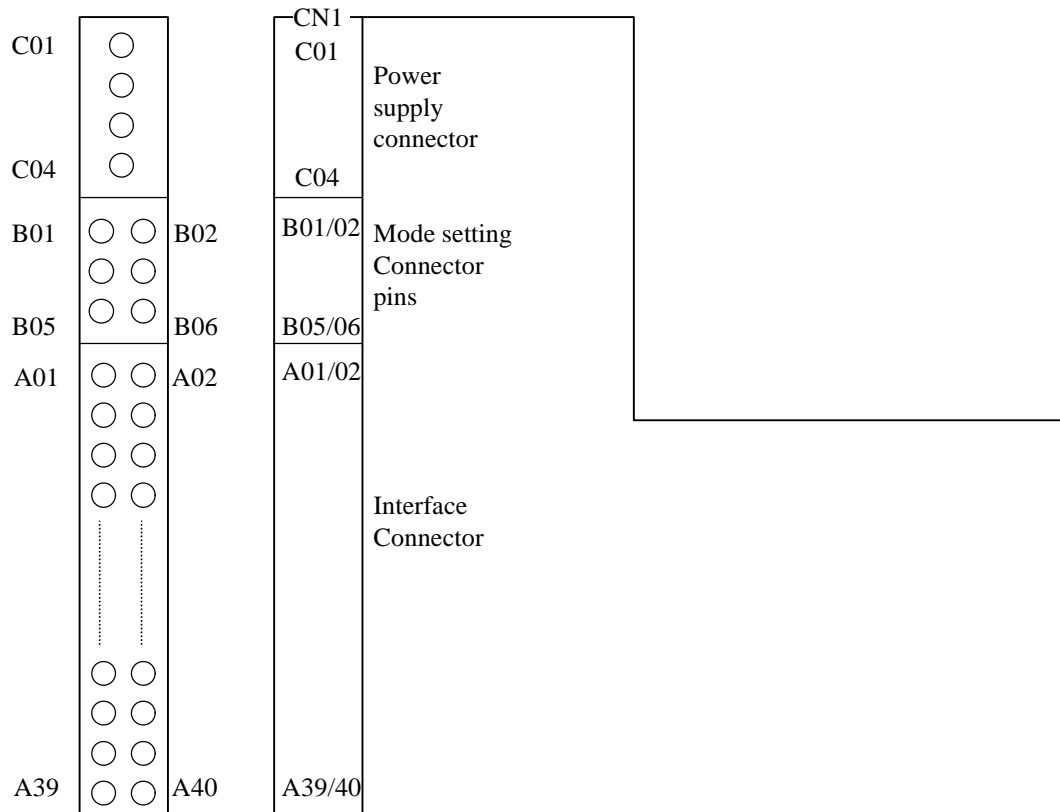 CN1
C01
C01
Power
supply
connector
C04
C04
B01
B02
B01/02
Mode setting
Connector
pins
B05
B06
B05/06
A01
A02
A01/02
Interface
Connector
A39
A40
A39/40